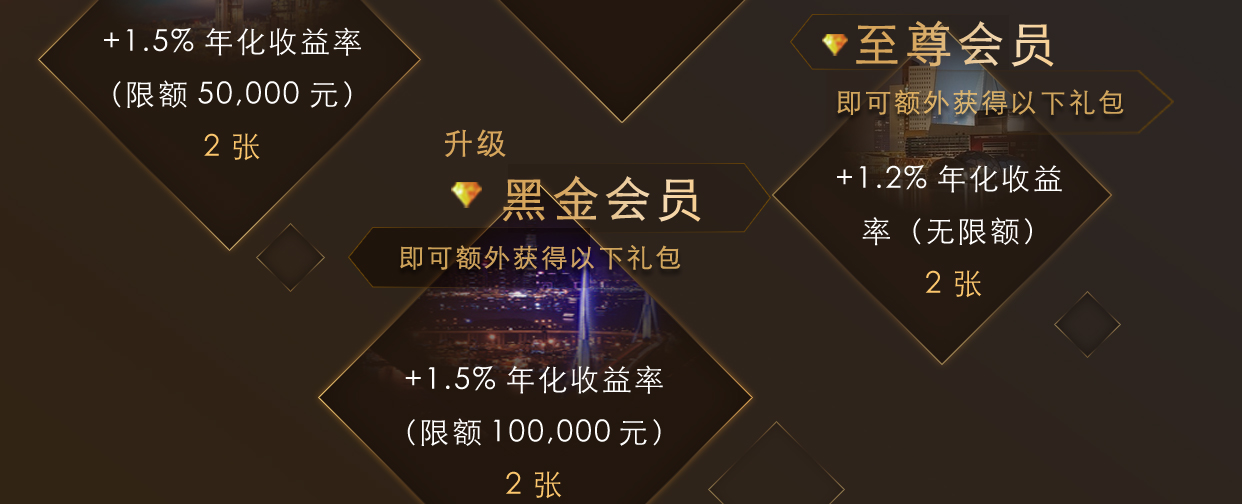 +1.5% 年化收益率
（限额 50,000 元）
2 张
升级
黑金会员
即可额外获得以下礼包
+1.5% 年化收益率
（限额 100,000 元）
2 张
至尊会员
即可额外获得以下礼包
+1.2% 年化收益
率（无限额）
2 张